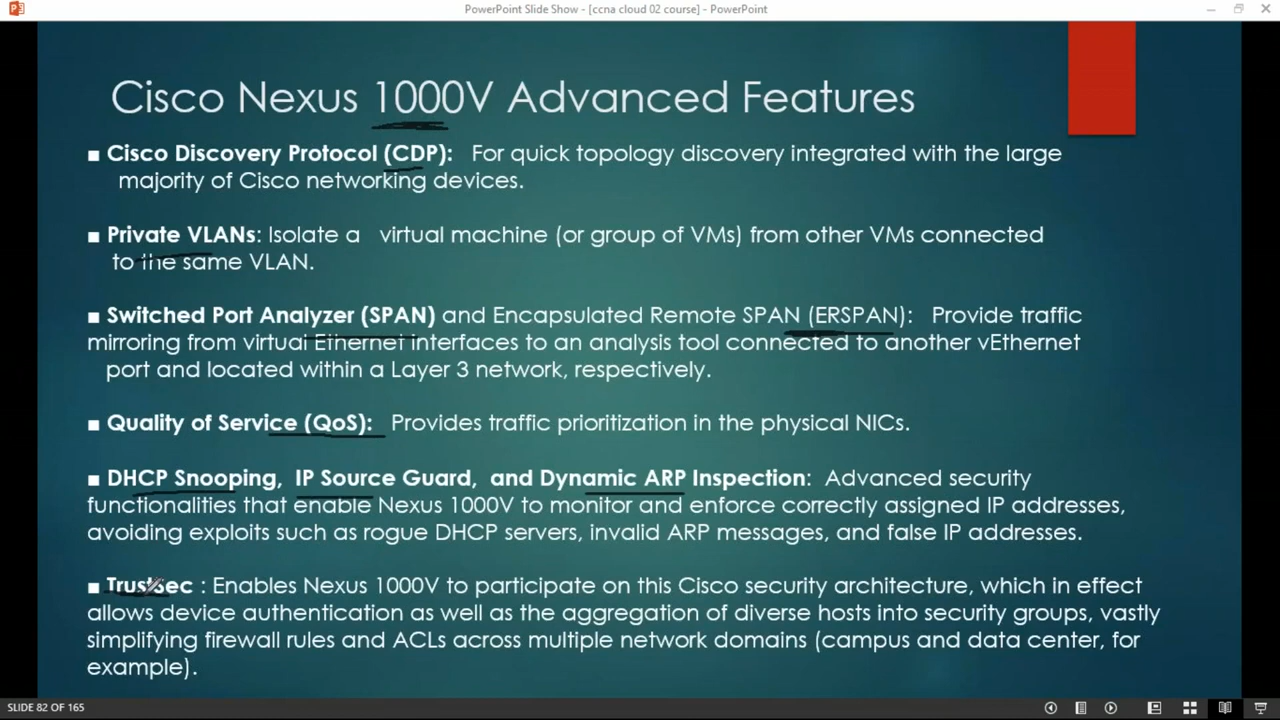 PowerPoint Slide Show - [ccna cloud 02 course] - PowerPoint
Cisco Nexus 1000V Advanced Features
■ Cisco Discovery Protocol (CDP): For quick topology discovery integrated with the large
majority of Cisco networking devices.
■ Private VLANs: Isolate a virtual machine (or group of VMs) from other VMs connected
to the same VLAN.
■ Switched Port Analyzer (SPAN) and Encapsulated Remote SPAN (ERSPAN): Provide traffic
mirroring from virtual Ethernet interfaces to an analysis tool connected to another vEthernet
port and located within a Layer 3 network, respectively.
■ Quality of Service (QoS): Provides traffic prioritization in the physical NICs.
■ DHCP Snooping, IP Source Guard, and Dynamic ARP Inspection: Advanced security
functionalities that enable Nexus 1000V to monitor and enforce correctly assigned IP addresses,
avoiding exploits such as rogue DHCP servers, invalid ARP messages, and false IP addresses.
■ TrustSec : Enables Nexus 1000V to participate on this Cisco security architecture, which in effect
allows device authentication as well as the aggregation of diverse hosts into security groups, vastly
simplifying firewall rules and ACLs across multiple network domains (campus and data center, for
example).
SLIDE 82 OF 165